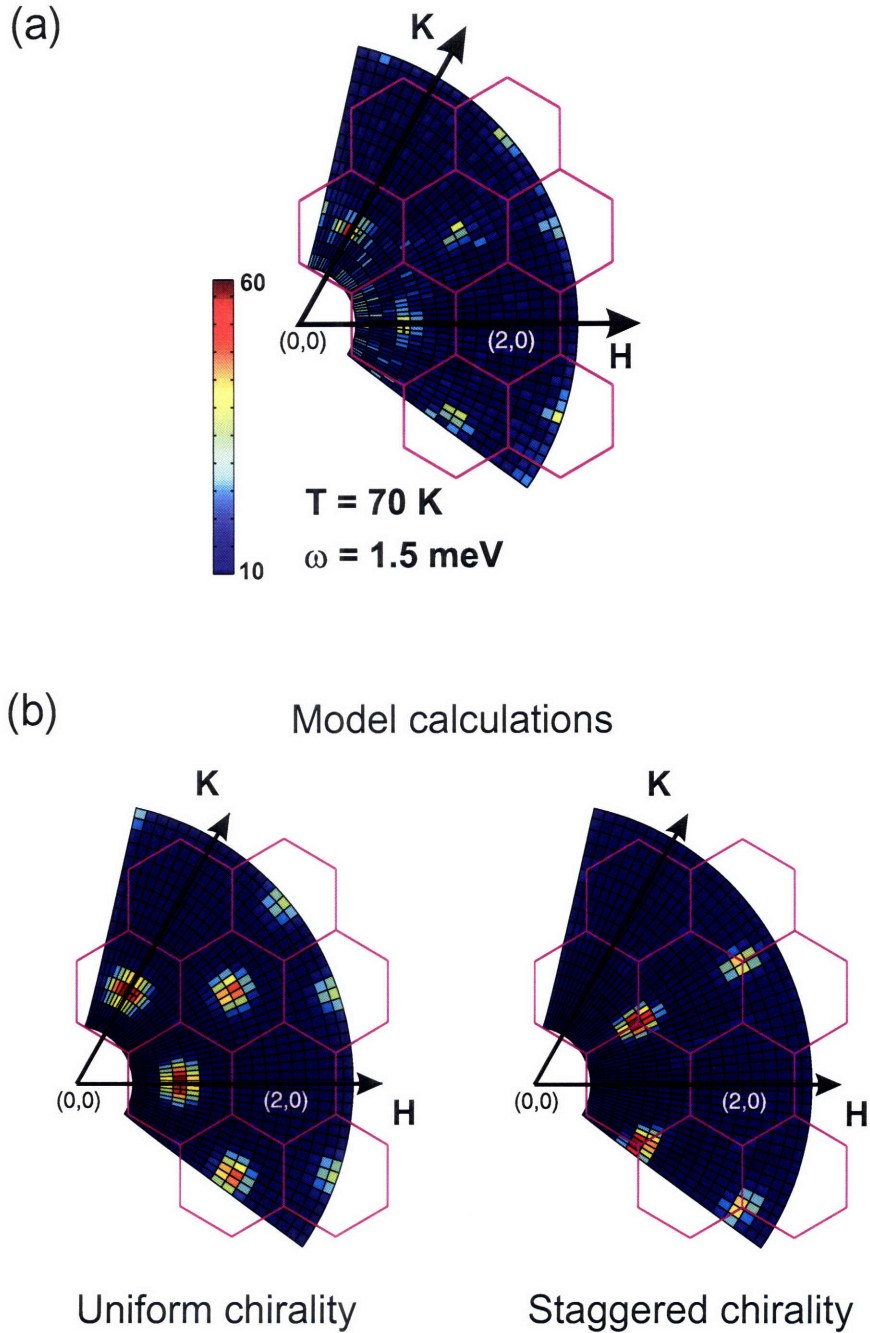 (a)
K
60
(0,0)
(2,0)
H
10
T = 70 K
ω = 1.5 meV
(b)
Model calculations
K
K
(0,0)
(2,0)
H
(0,0)
(2,0)
H
Uniform chirality
Staggered chirality